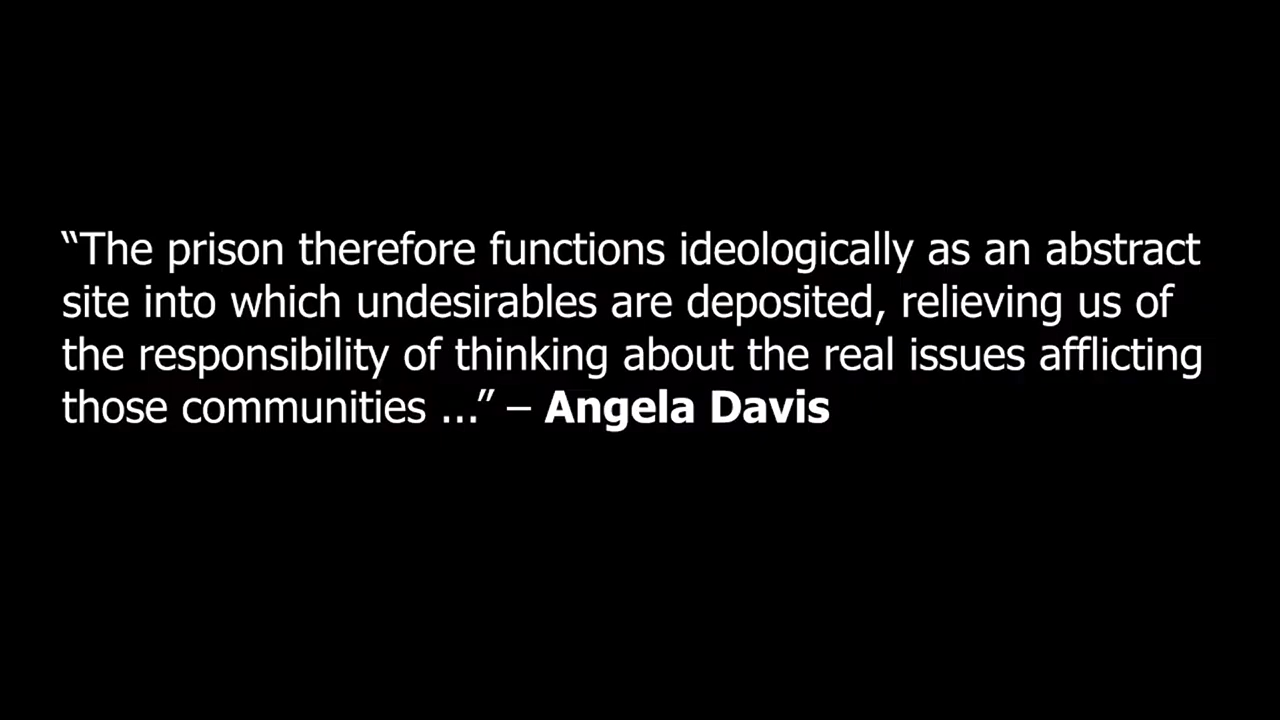 “The prison therefore functions ideologically as an abstract
site into which undesirables are deposited, relieving us of
the responsibility of thinking about the real issues afflicting
those communities ...” – Angela Davis